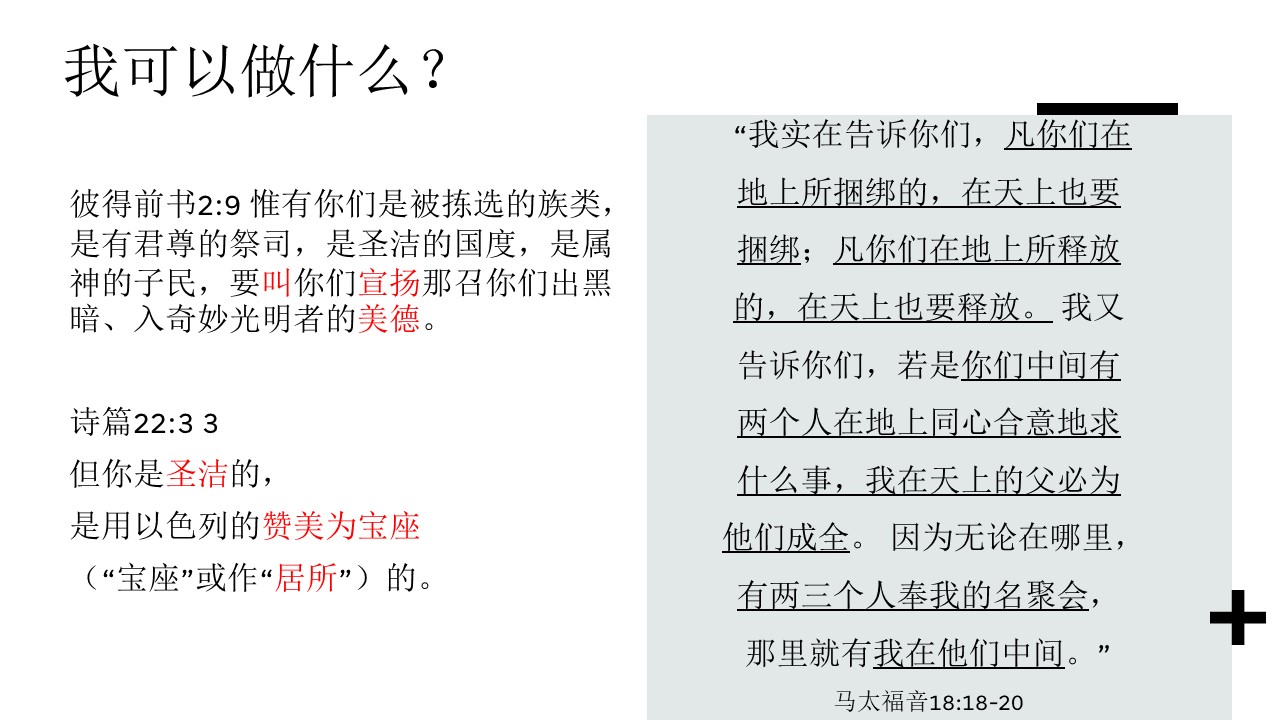 我可以做什么？
彼得前书2:9 惟有你们是被拣选的族类，
是有君尊的祭司，是圣洁的国度，是属
神的子民，要叫你们宣扬那召你们出黑
暗、入奇妙光明者的美德。
诗篇22:3 3
但你是圣洁的，
是用以色列的赞美为宝座
（“宝座”或作“居所”）的。
“我实在告诉你们，凡你们在
地上所捆绑的，在天上也要
捆绑；凡你们在地上所释放
的，在天上也要释放。 我又
告诉你们，若是你们中间有
两个人在地上同心合意地求
什么事，我在天上的父必为
他们成全。 因为无论在哪里，
有两三个人奉我的名聚会，
那里就有我在他们中间。”
马太福音18:18-20